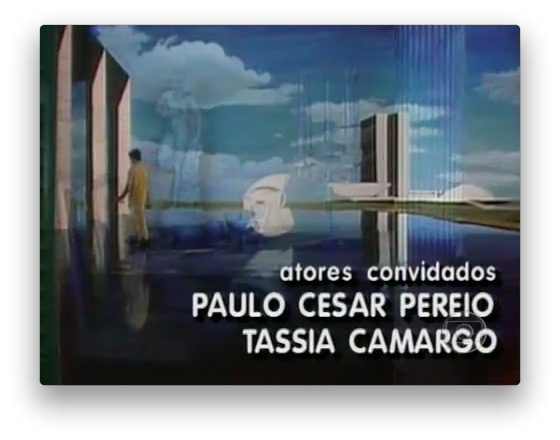 atores convidados
PAULO CESAR PEREIO
TASSIA CAMARGO